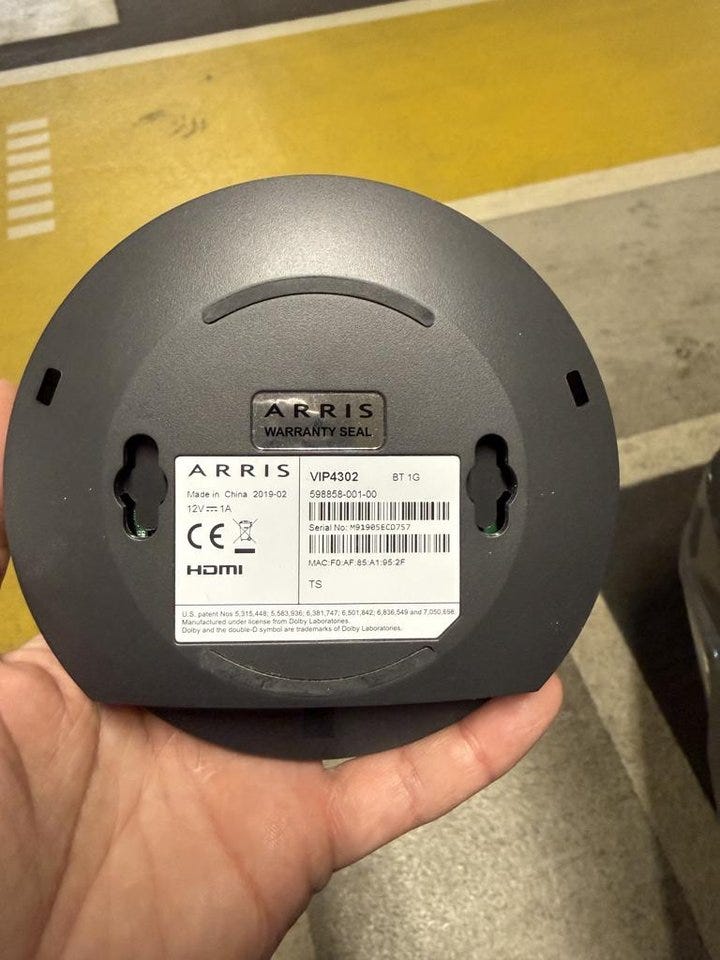 ARRIS
WARRANTY SEAL
ARRIS
Made in China 2019-02
12V⎓1A
CE
HDMI
VIP4302 BT 1G
598858-001-00
Serial No: M91905ECD757
MAC:F0:AF:85:A1:95:2F
TS
U.S. patent Nos 5,315,448; 5,583,936; 6,381,747; 6,501,842; 6,836,549 and 7,050,698
Manufactured under license from Dolby Laboratories.
Dolby and the double-D symbol are trademarks of Dolby Laboratories.